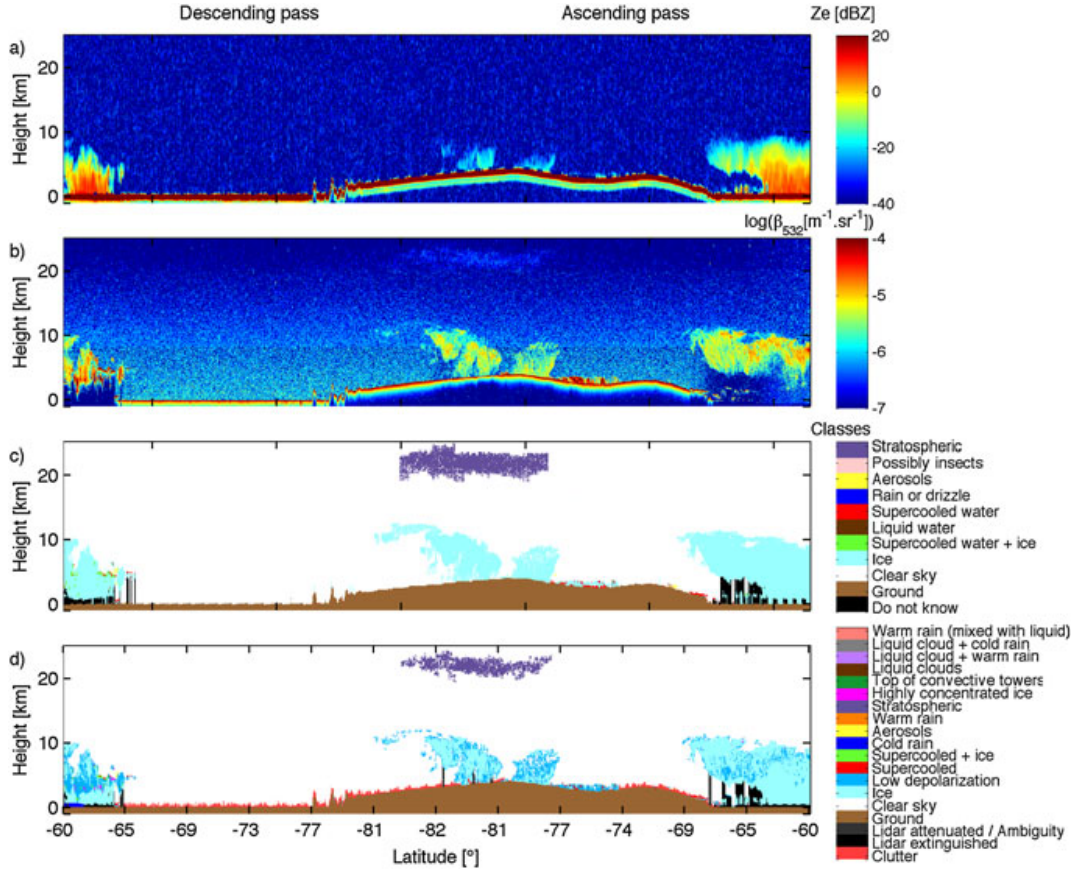 Descending pass Ascending pass Ze [dBZ]
a)
Height [km]
20
10
0
20
0
-20
-40
log(β532[m-1.sr-1])
b)
Height [km]
20
10
0
-4
-5
-6
-7
Classes
c)
Height [km]
20
10
0
Stratospheric
Possibly insects
Aerosols
Rain or drizzle
Supercooled water
Liquid water
Supercooled water + ice
Ice
Clear sky
Ground
Do not know
d)
Height [km]
20
10
0
Warm rain (mixed with liquid)
Liquid cloud + cold rain
Liquid cloud + warm rain
Liquid clouds
Top of convective towers
Highly concentrated ice
Stratospheric
Warm rain
Aerosols
Cold rain
Supercooled + ice
Supercooled
Low depolarization
Ice
Clear sky
Ground
Lidar attenuated / Ambiguity
Lidar extinguished
Clutter
-60 -65 -69 -77 -81 -82 -81 -77 -74 -69 -65 -60
Latitude [º]